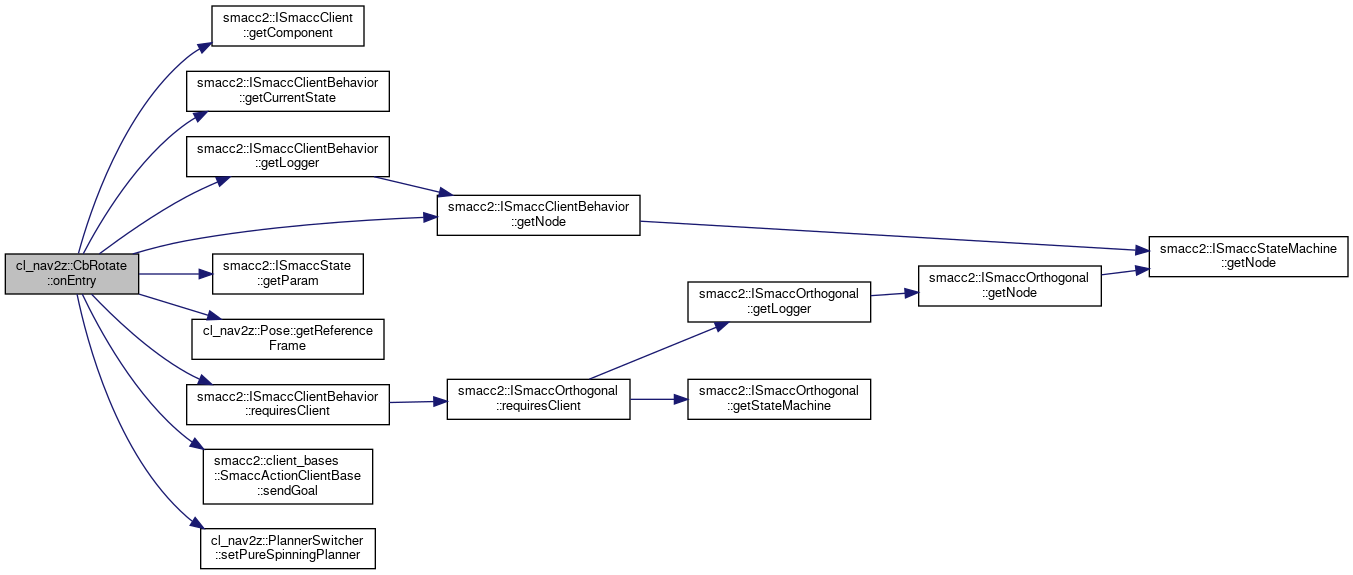 smacc2::ISmaccClient
::getComponent
smacc2::ISmaccClientBehavior
::getCurrentState
smacc2::ISmaccClientBehavior
::getLogger
smacc2::ISmaccClientBehavior
::getNode
smacc2::ISmaccStateMachine
::getNode
cl_nav2z::CbRotate
::onEntry
smacc2::ISmaccState
::getParam
smacc2::ISmaccOrthogonal
::getNode
smacc2::ISmaccOrthogonal
::getLogger
cl_nav2z::Pose::getReference
Frame
smacc2::ISmaccClientBehavior
::requiresClient
smacc2::ISmaccOrthogonal
::requiresClient
smacc2::ISmaccOrthogonal
::getStateMachine
smacc2::client_bases
::SmaccActionClientBase
::sendGoal
cl_nav2z::PlannerSwitcher
::setPureSpinningPlanner